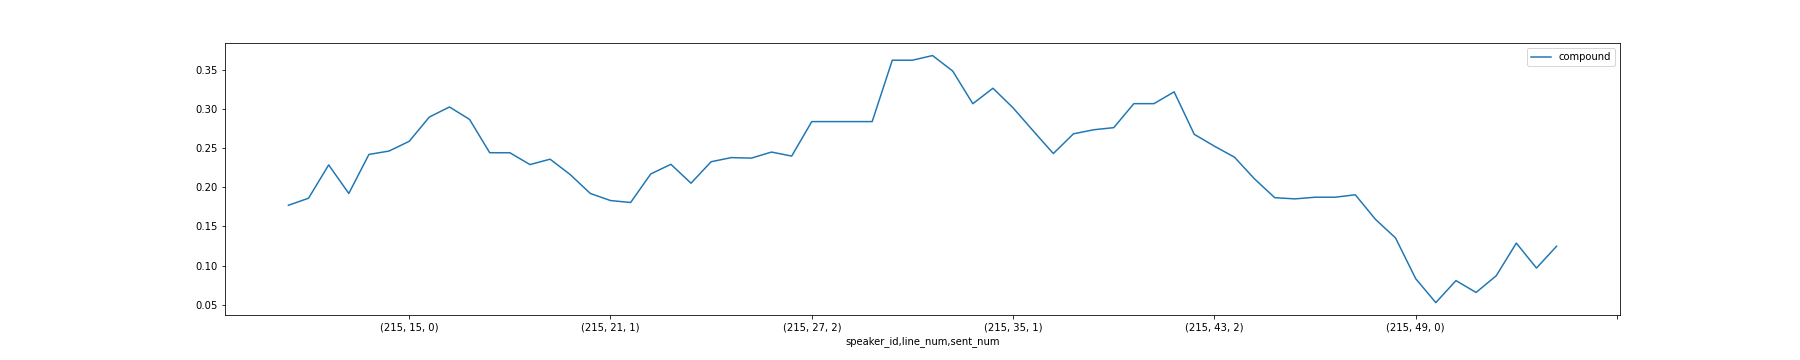 compound
0.35
0.30
0.25
0.20
0.15
0.10
0.05
(215, 15, 0) (215, 21, 1) (215, 27, 2) (215, 35, 1) (215, 43, 2) (215, 49, 0)
speaker_id,line_num,sent_num